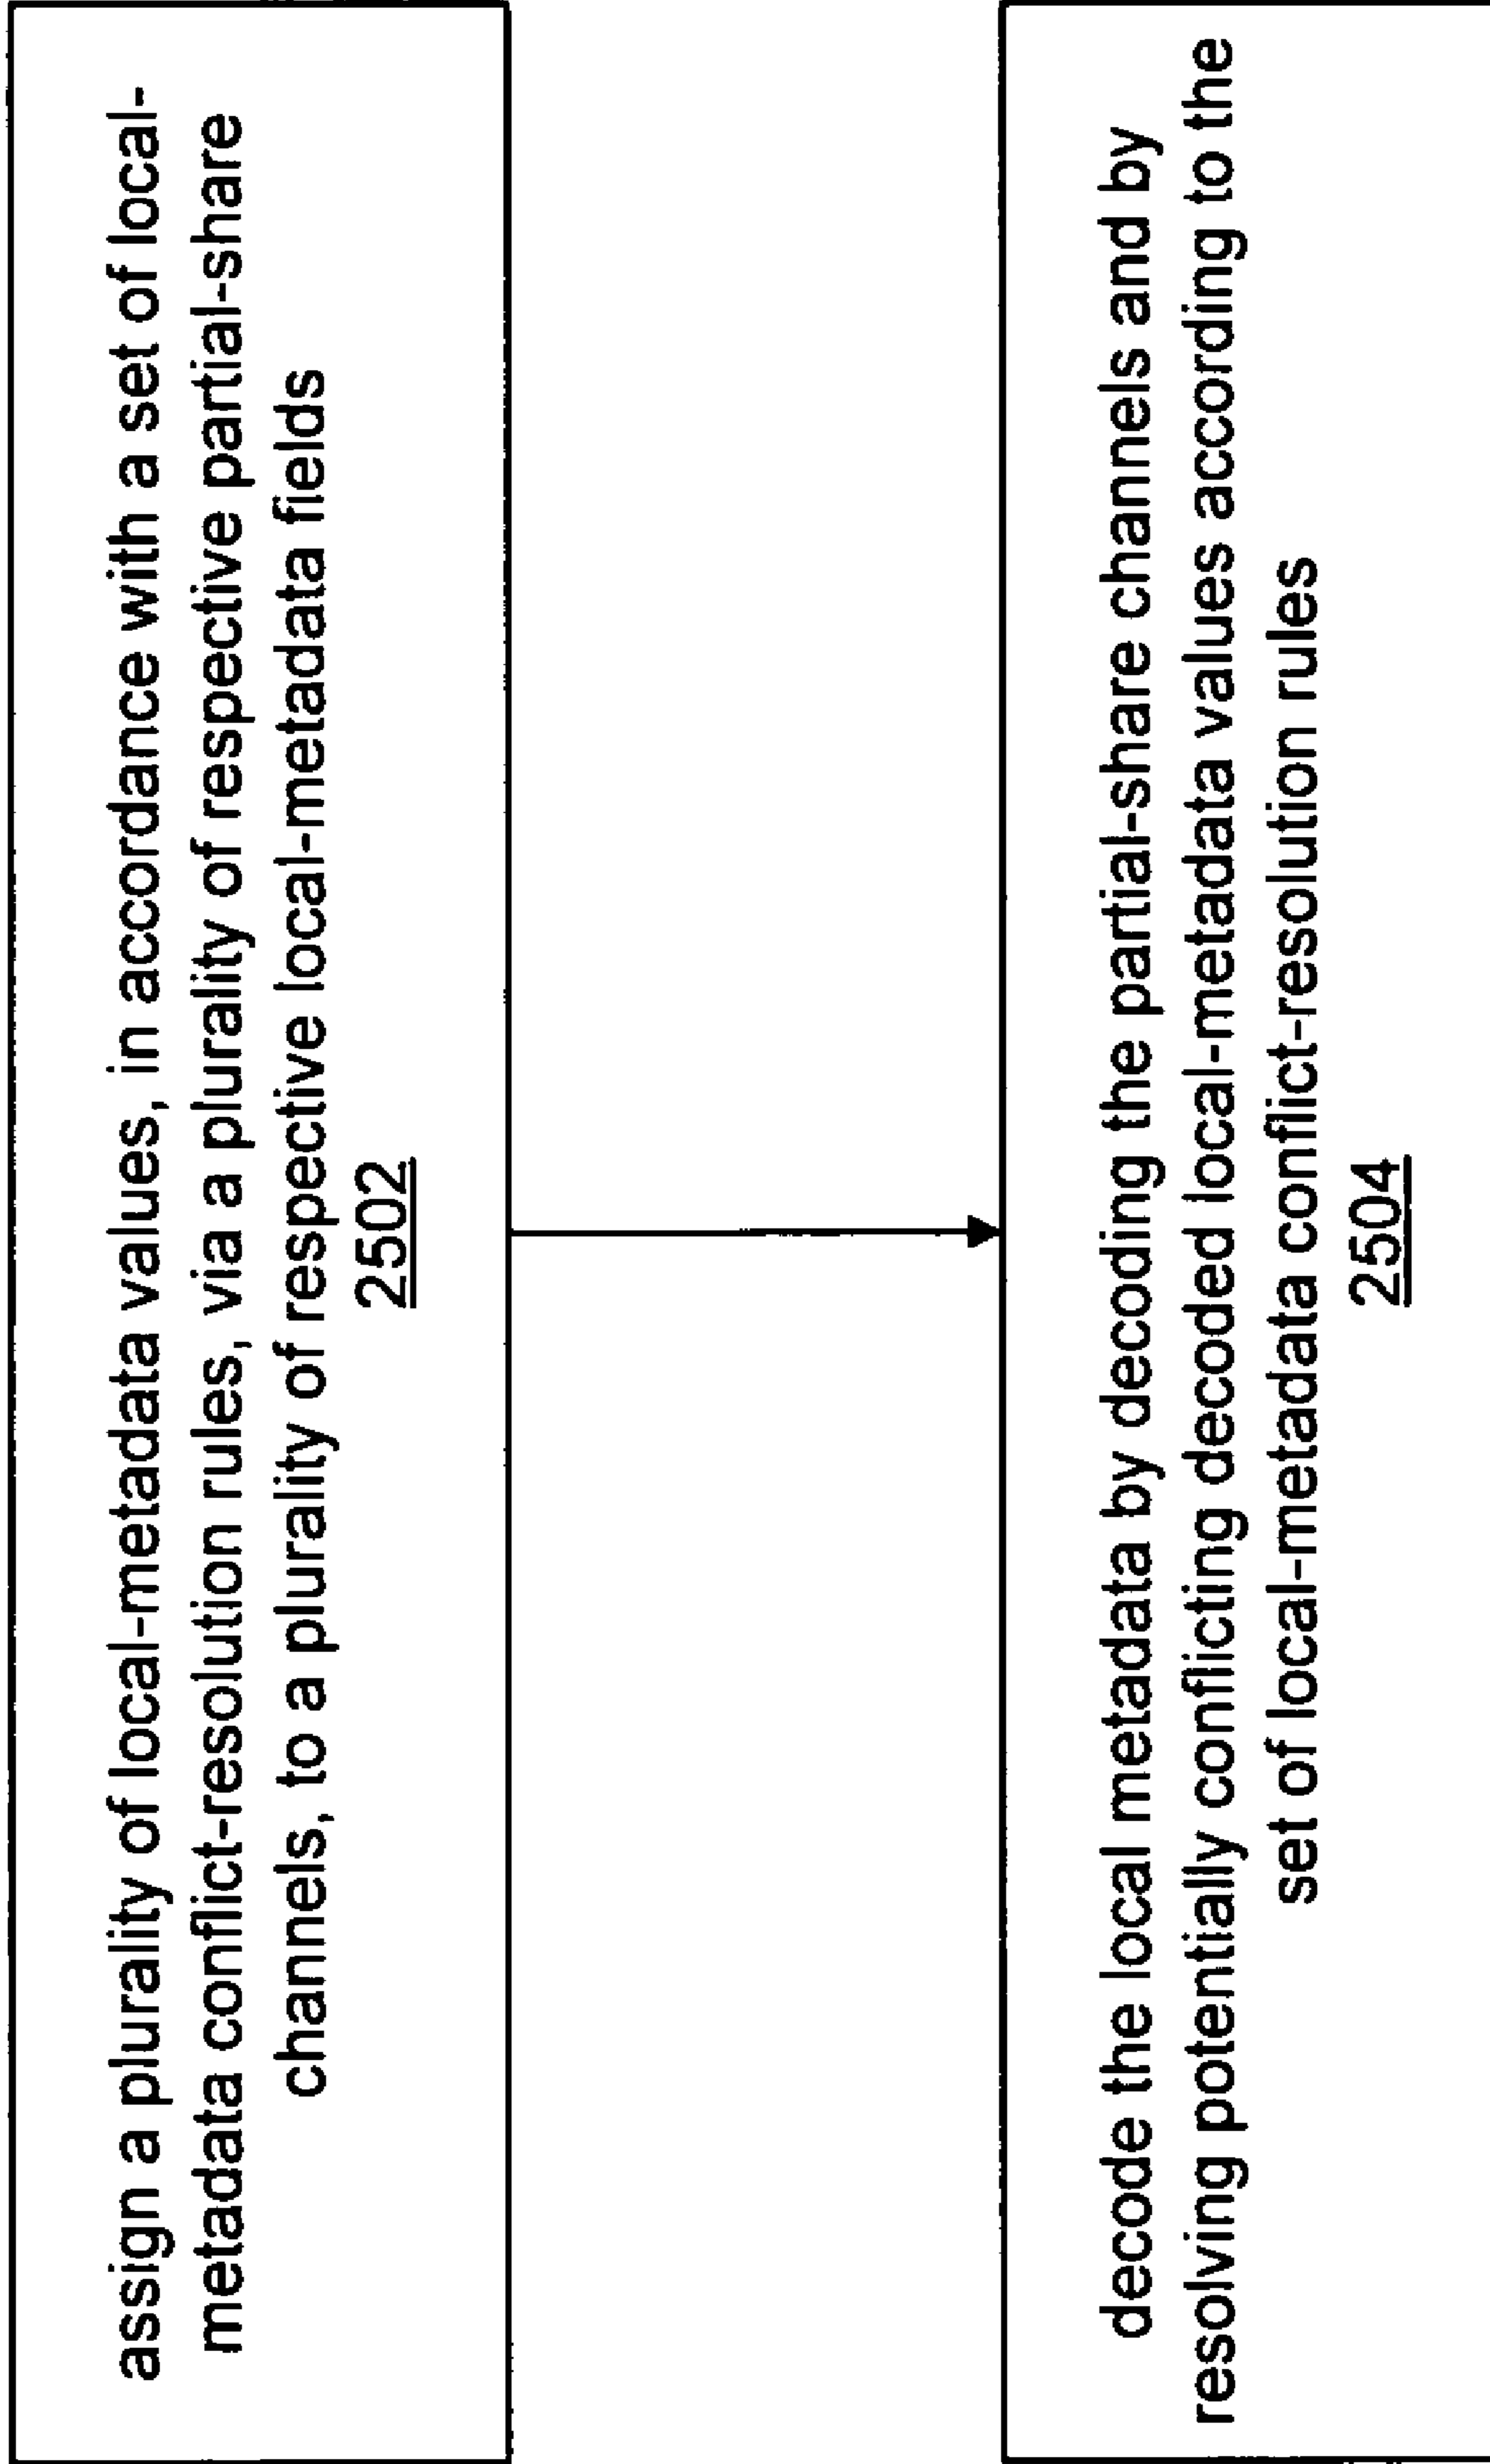 assign a plurality of local-metadata values, in accordance with a set of local-
metadata conflict-resolution rules, via a plurality of respective partial-share
channels, to a plurality of respective local-metadata fields
2502
decode the local metadata by decoding the partial-share channels and by
resolving potentially conflicting decoded local-metadata values according to the
set of local-metadata conflict-resolution rules
2504